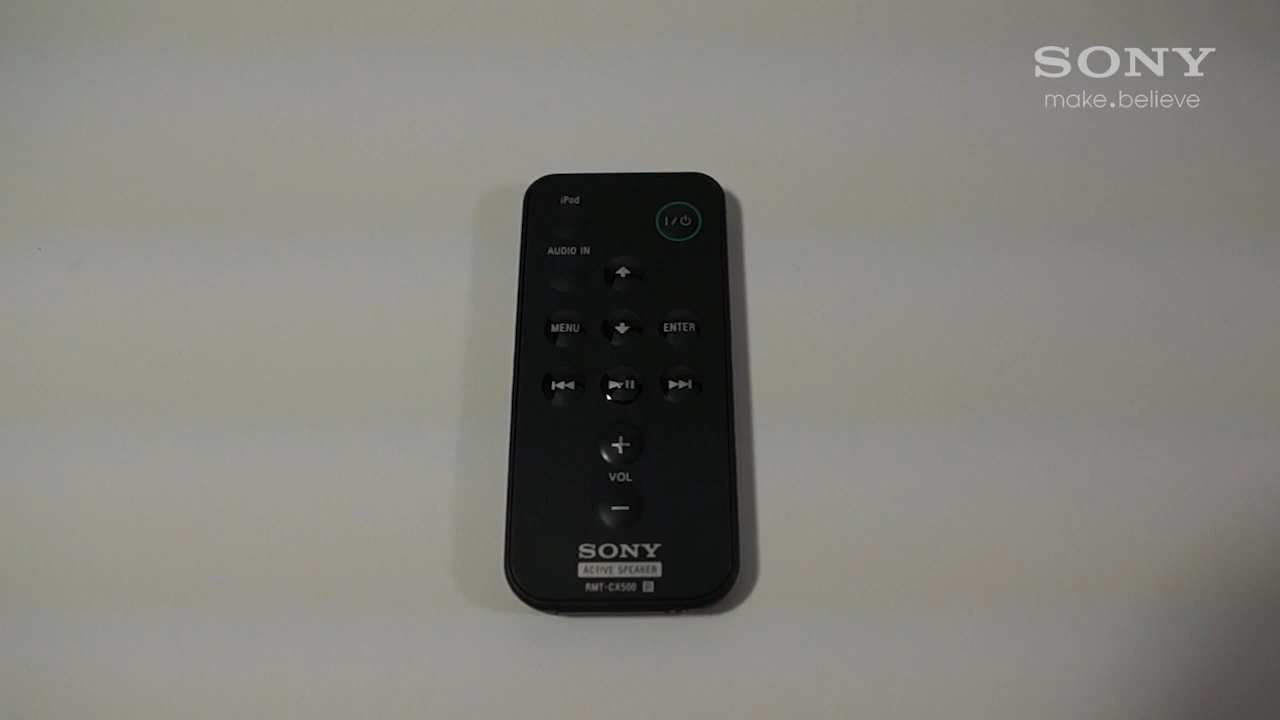 SONY
make.believe
iPod
I/⏻
AUDIO IN
MENU
ENTER
VOL
SONY
ACTIVE SPEAKER
RMT-CX500 P